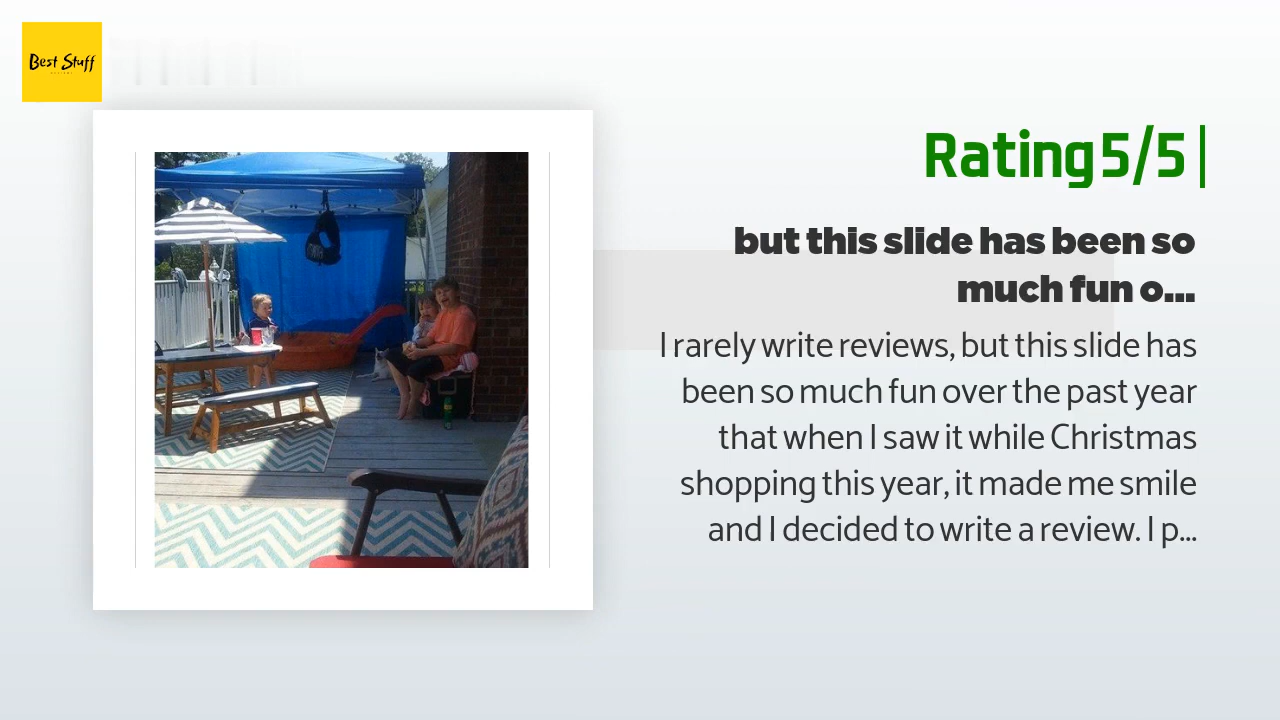 Best Stuff
Rating 5/5
but this slide has been so
much fun o...
I rarely write reviews, but this slide has
been so much fun over the past year
that when I saw it while Christmas
shopping this year, it made me smile
and I decided to write a review. I p...